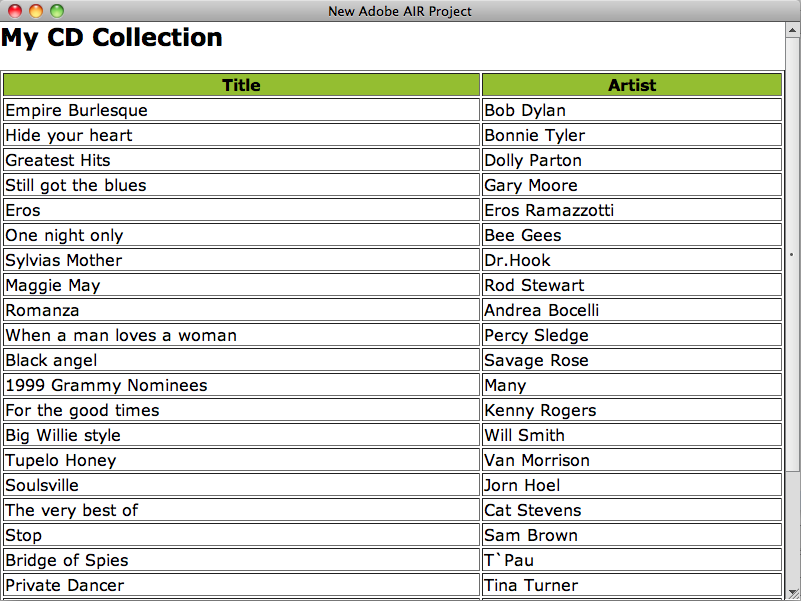 New Adobe AIR Project
My CD Collection
Title Artist
Empire Burlesque Bob Dylan
Hide your heart Bonnie Tyler
Greatest Hits Dolly Parton
Still got the blues Gary Moore
Eros Eros Ramazzotti
One night only Bee Gees
Sylvias Mother Dr.Hook
Maggie May Rod Stewart
Romanza Andrea Bocelli
When a man loves a woman Percy Sledge
Black angel Savage Rose
1999 Grammy Nominees Many
For the good times Kenny Rogers
Big Willie style Will Smith
Tupelo Honey Van Morrison
Soulsville Jorn Hoel
The very best of Cat Stevens
Stop Sam Brown
Bridge of Spies T`Pau
Private Dancer Tina Turner